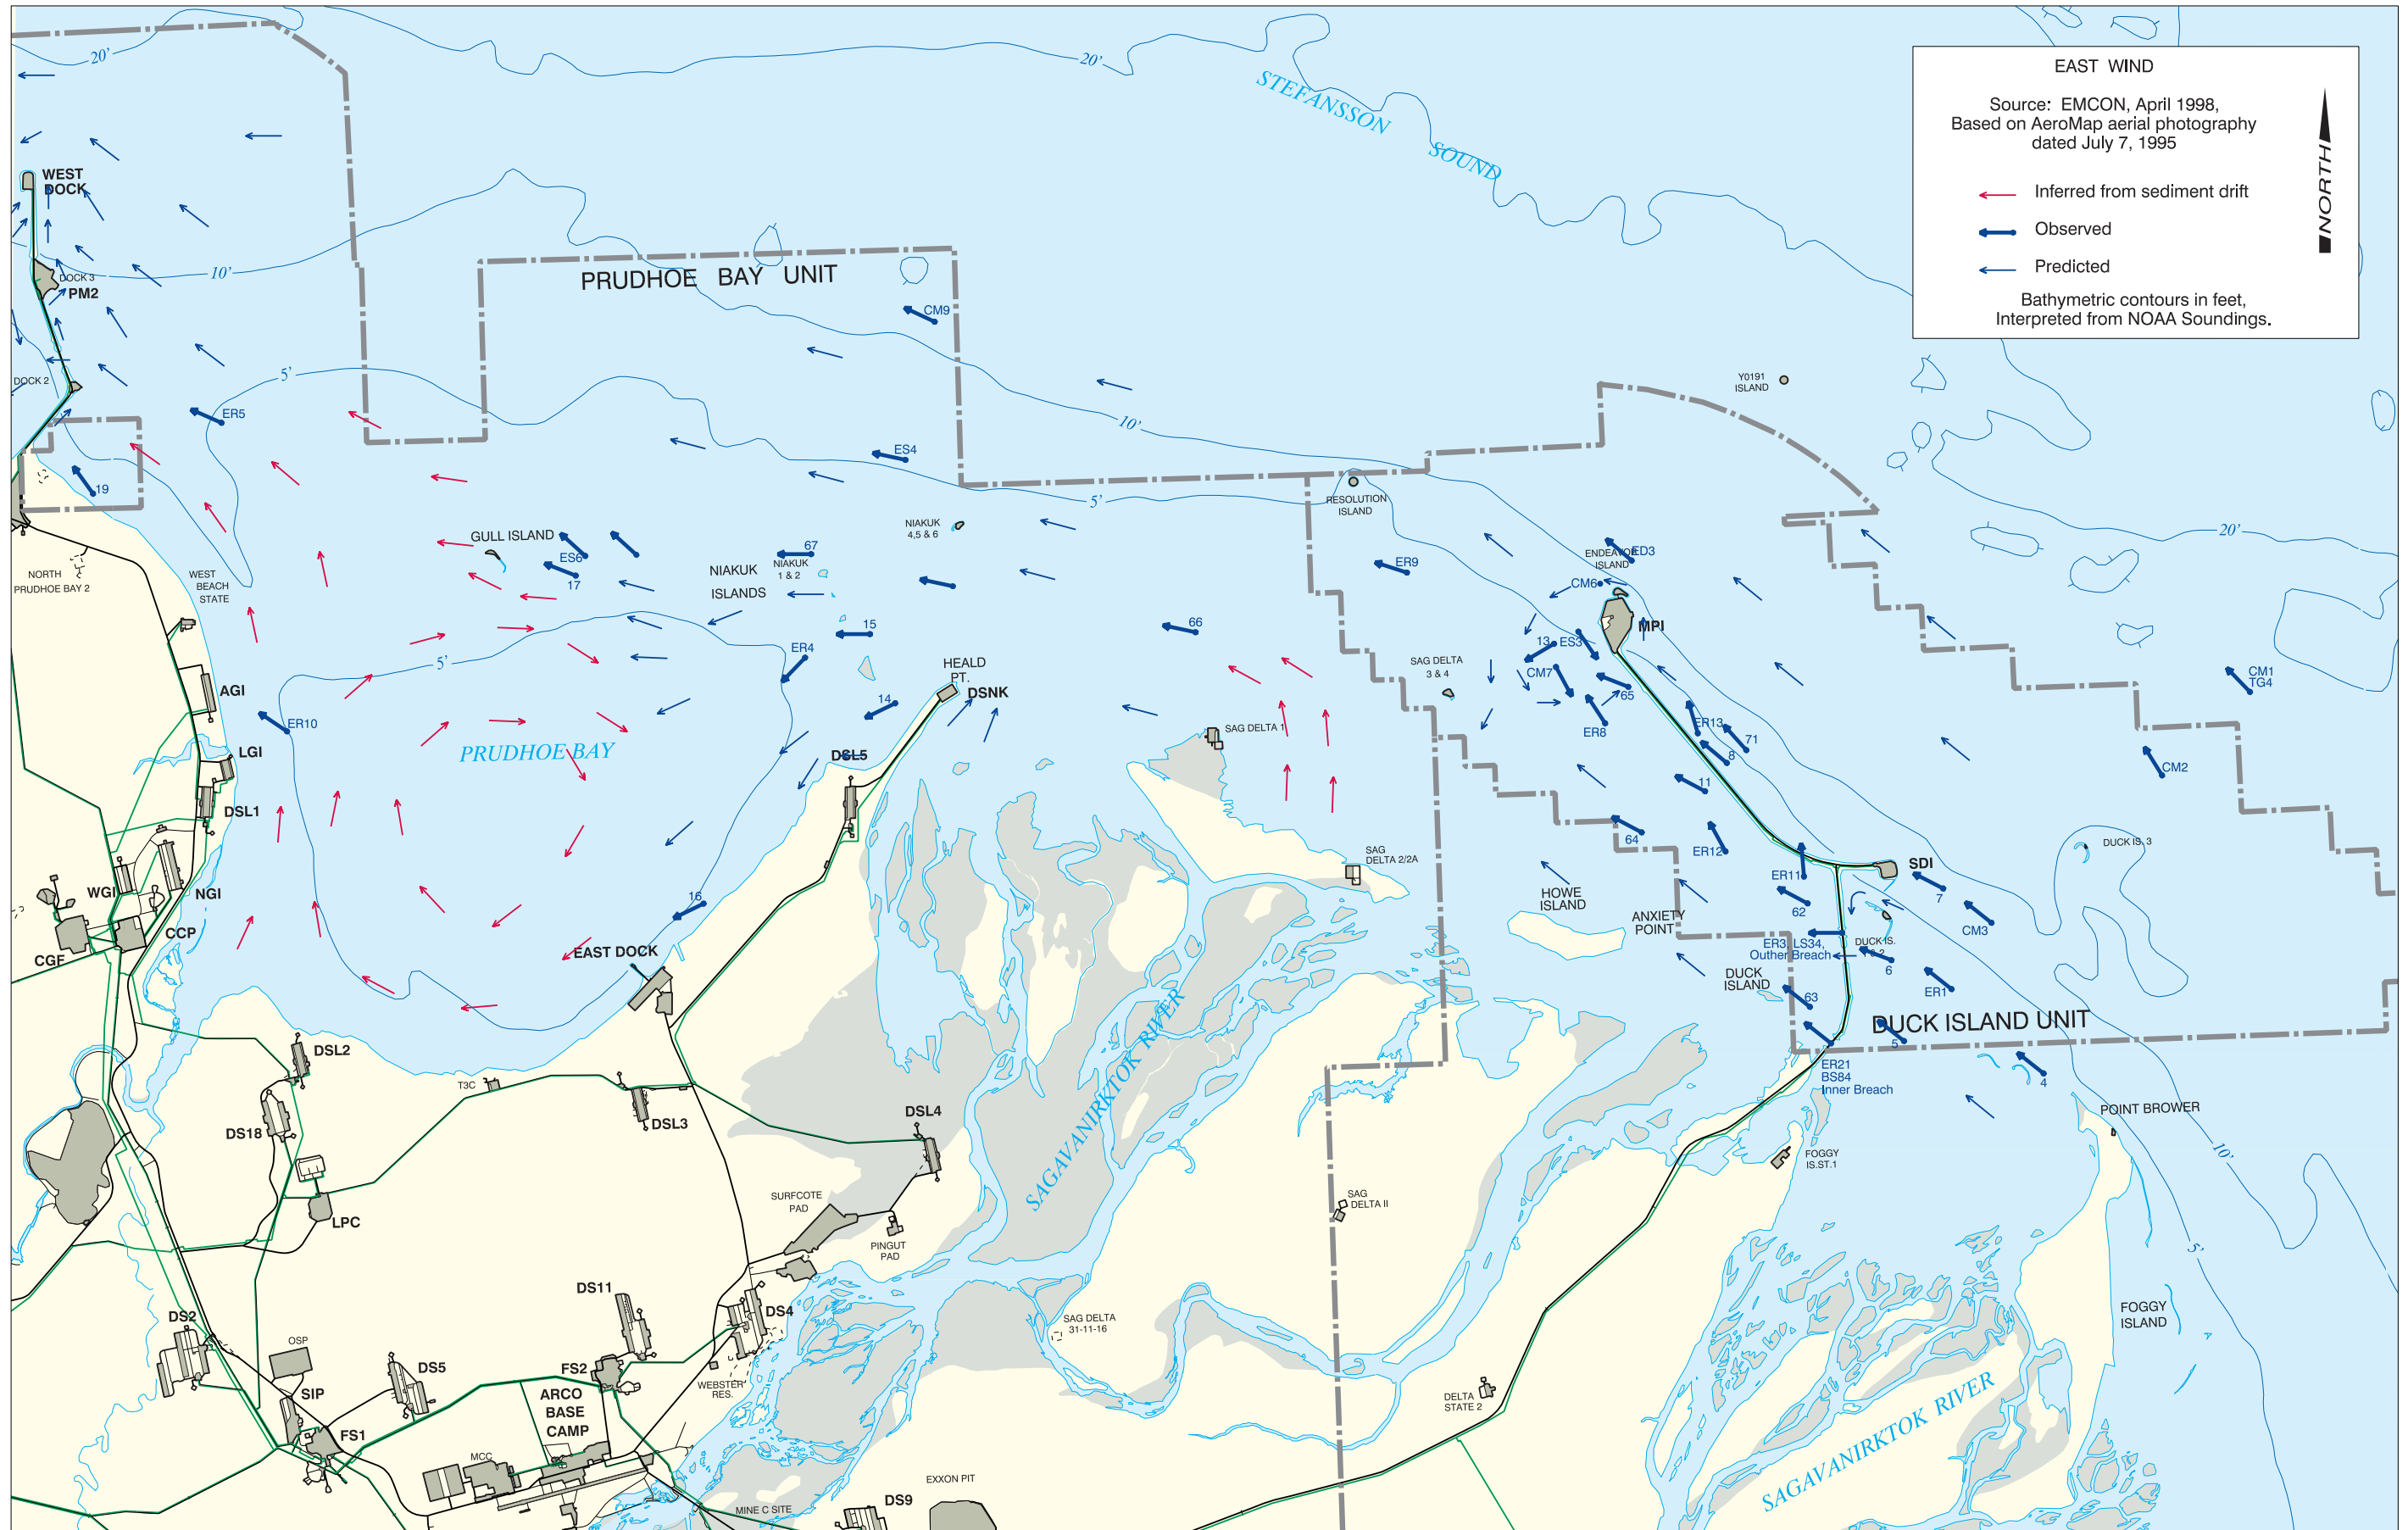 EAST WIND
Source: EMCON, April 1998,
Based on AeroMap aerial photography
dated July 7, 1995
Inferred from sediment drift
Observed
Predicted
Bathymetric contours in feet,
Interpreted from NOAA Soundings.
NORTH
20'
20'
STEFANSSON
SOUND
WEST
DOCK
10'
DOCK 3
PM2
PRUDHOE BAY UNIT
CM9
5'
DOCK 2
ER5
Y0191
ISLAND
10'
ES4
19
5'
RESOLUTION
ISLAND
20'
GULL ISLAND
NIAKUK
4,5 & 6
ES6
67
17
NIAKUK
ISLANDS
NIAKUK
1 & 2
ER9
ENDEAVOR
ISLAND
ED3
CM6
NORTH
PRUDHOE BAY 2
WEST
BEACH
STATE
15
66
MPI
13
ES3
5'
ER4
HEALD
PT.
DSNK
SAG DELTA
3 & 4
CM7
65
CM1
TG4
AGI
14
ER10
ER8
ER13
71
PRUDHOE BAY
LGI
DSL5
SAG DELTA 1
8
CM2
11
DSL1
64
ER12
DUCK IS. 3
SAG
DELTA 2/2A
SDI
WGI
NGI
ER11
7
HOWE
ISLAND
62
16
ANXIETY
POINT
CM3
CCP
CGF
EAST DOCK
ER3, LS34,
Outher Breach
DUCK IS.
6
DUCK
ISLAND
ER1
63
DUCK ISLAND UNIT
5
SAGAVANIRKTOK RIVER
DSL2
T3C
4
ER21
BS84
Inner Breach
DSL3
DSL4
DS18
POINT BROWER
10'
FOGGY
IS.ST.1
SURFCOTE
PAD
SAG
DELTA II
LPC
PINGUT
PAD
5'
DS11
DS4
DS2
SAG DELTA
31-11-16
FOGGY
ISLAND
OSP
DS5
FS2
WEBSTER
RES.
SIP
ARCO
BASE
CAMP
DELTA
STATE 2
FS1
MCC
SAGAVANIRKTOK RIVER
EXXON PIT
MINE C SITE
DS9